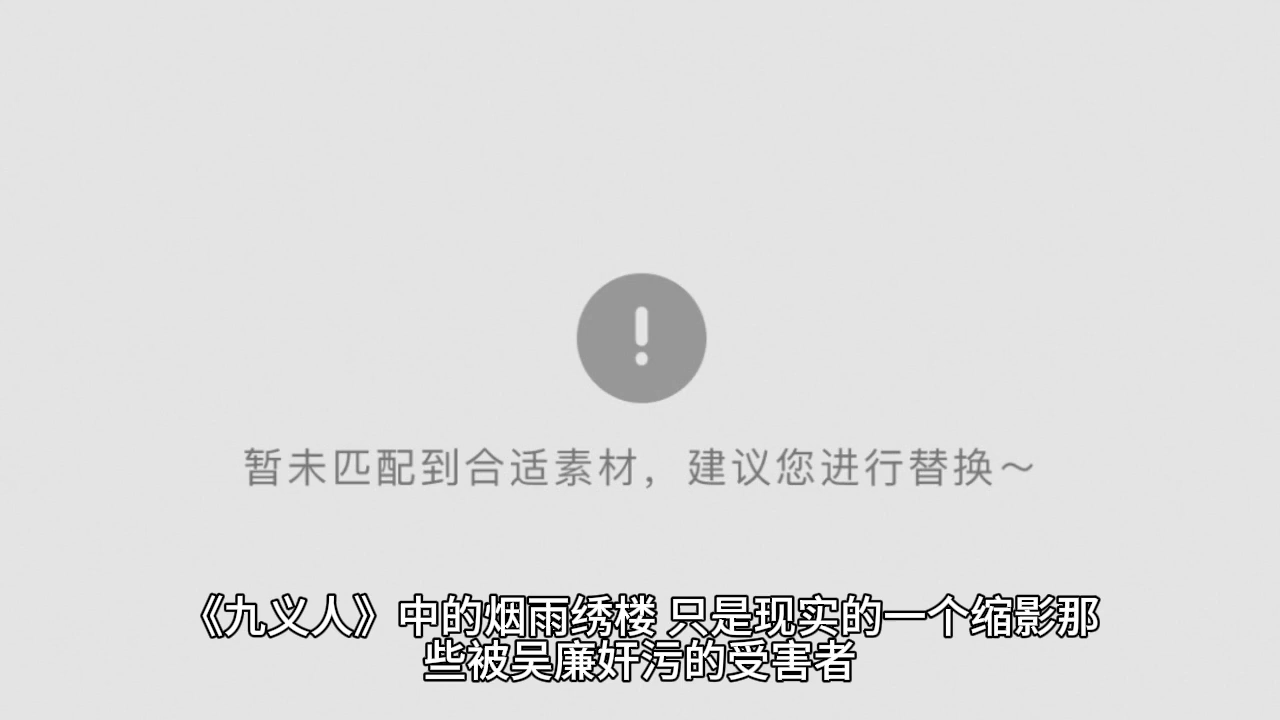 暂未匹配到合适素材，建议您进行替换～
《九义人》中的烟雨绣楼 只是现实的一个缩影那
些被吴廉奸污的受害者